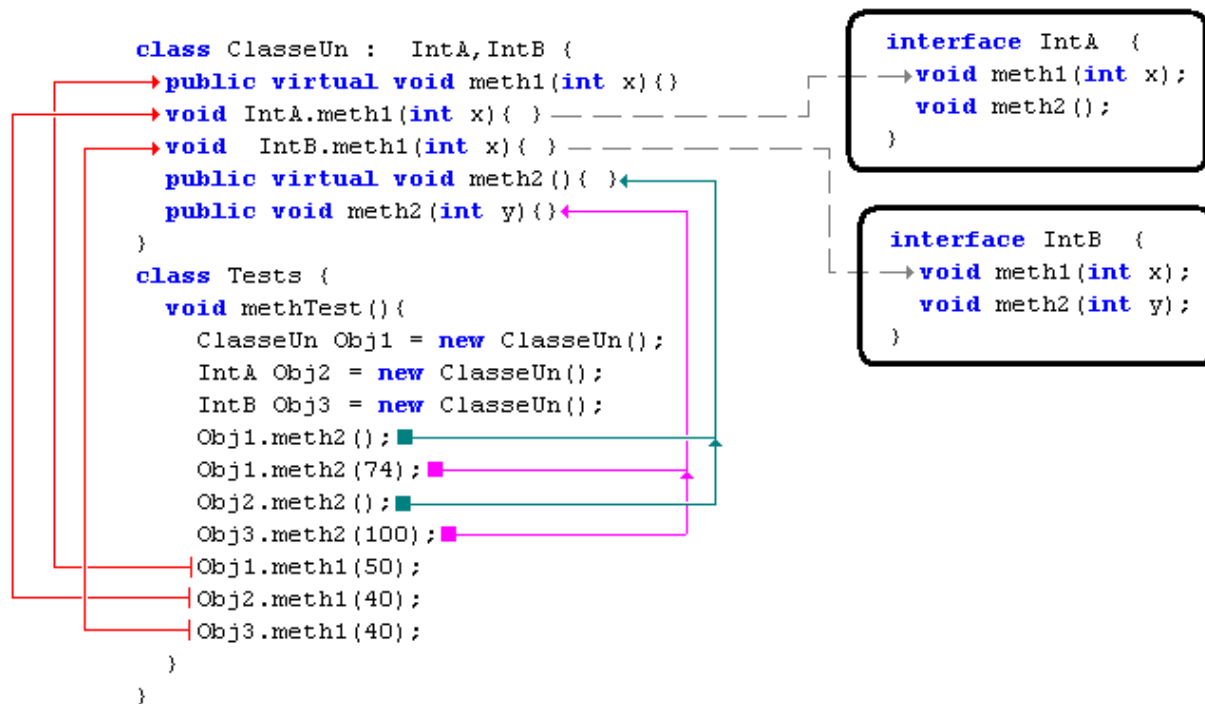 class ClasseUn :  IntA,IntB {
public virtual void meth1(int x){}
void IntA.meth1(int x){ }
void  IntB.meth1(int x){ }
public virtual void meth2(){ }
public void meth2(int y){}
}
class Tests {
void methTest(){
ClasseUn Obj1 = new ClasseUn();
IntA Obj2 = new ClasseUn();
IntB Obj3 = new ClasseUn();
Obj1.meth2();
Obj1.meth2(74);
Obj2.meth2();
Obj3.meth2(100);
Obj1.meth1(50);
Obj2.meth1(40);
Obj3.meth1(40);
}
}
interface IntA  {
void meth1(int x);
void meth2();
}
interface IntB  {
void meth1(int x);
void meth2(int y);
}